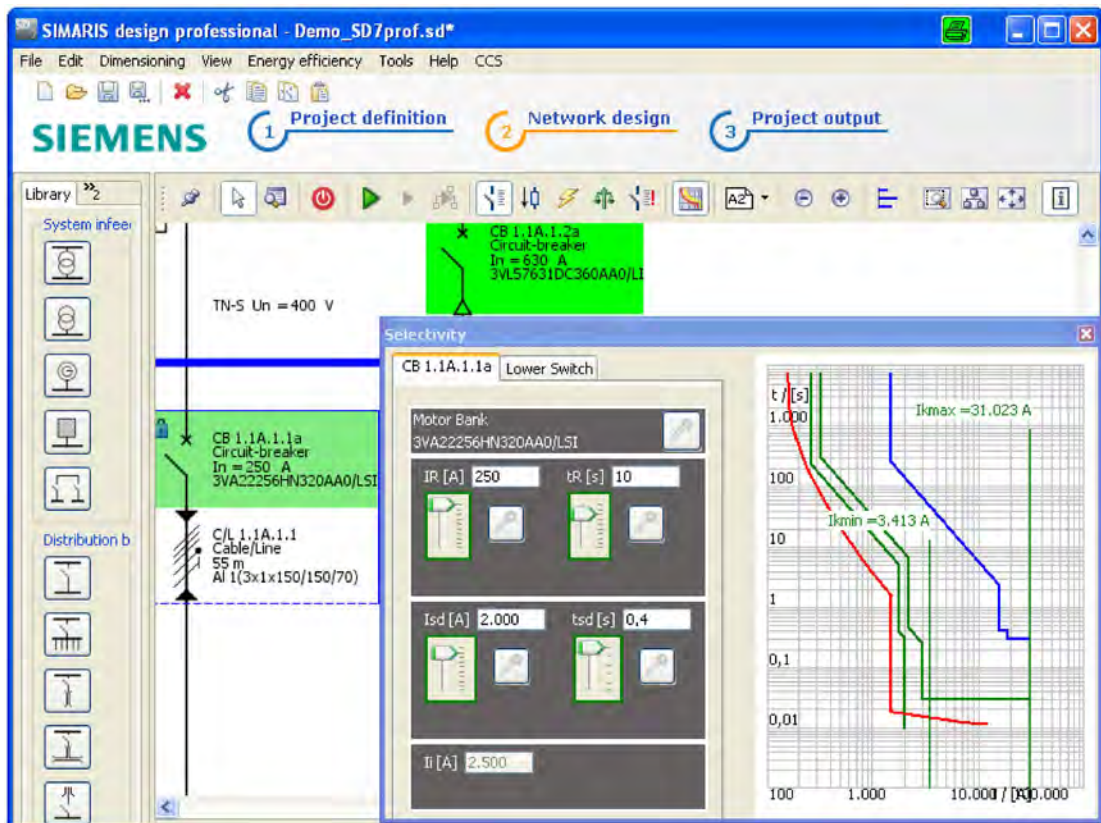 SIMARIS design professional - Demo_SD7prof.sd*
File Edit Dimensioning View Energy efficiency Tools Help CCS
SIEMENS
1 Project definition
2 Network design
3 Project output
Library »2
A2
i
System infeer
G
Distribution b
TN-S Un = 400 V
CB 1.1A.1.2a
Circuit-breaker
In = 630 A
3VL57631DC360AA0/LI
CB 1.1A.1.1a
Circuit-breaker
In = 250 A
3VA22256HN320AA0/LSI
C/L 1.1A.1.1
Cable/Line
55 m
Al 1(3x1x150/150/70)
Selectivity
CB 1.1A.1.1a Lower Switch
Motor Bank
3VA22256HN320AA0/LSI
IR [A] 250 tR [s] 10
Isd [A] 2.000 tsd [s] 0,4
Ii [A] 2.500
t / [s]
1.000
100
10
1
0,1
0,01
Ikmax =31.023 A
Ikmin =3.413 A
100 1.000 10.000